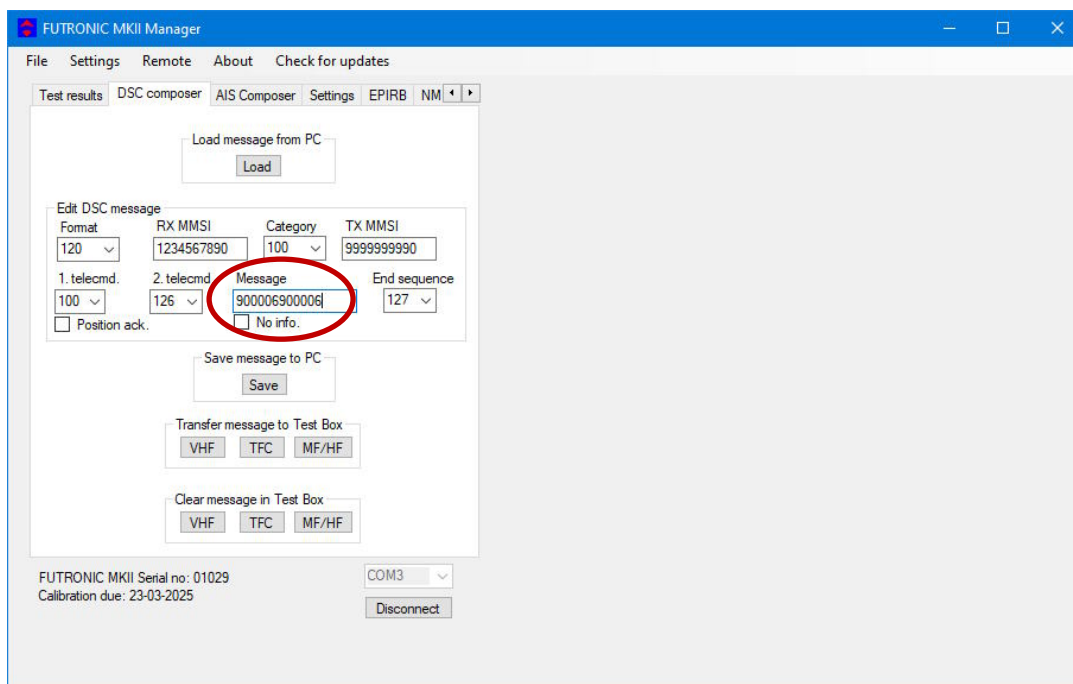 FUTRONIC MKII Manager
File Settings Remote About Check for updates
Test results DSC composer AIS Composer Settings EPIRB NM
Load message from PC
Load
Edit DSC message
Format RX MMSI Category TX MMSI
120 1234567890 100 9999999990
1. telecmd. 2. telecmd Message End sequence
100 126 900006900006 127
Position ack. No info.
Save message to PC
Save
Transfer message to Test Box
VHF TFC MF/HF
Clear message in Test Box
VHF TFC MF/HF
FUTRONIC MKII Serial no: 01029 COM3
Calibration due: 23-03-2025
Disconnect